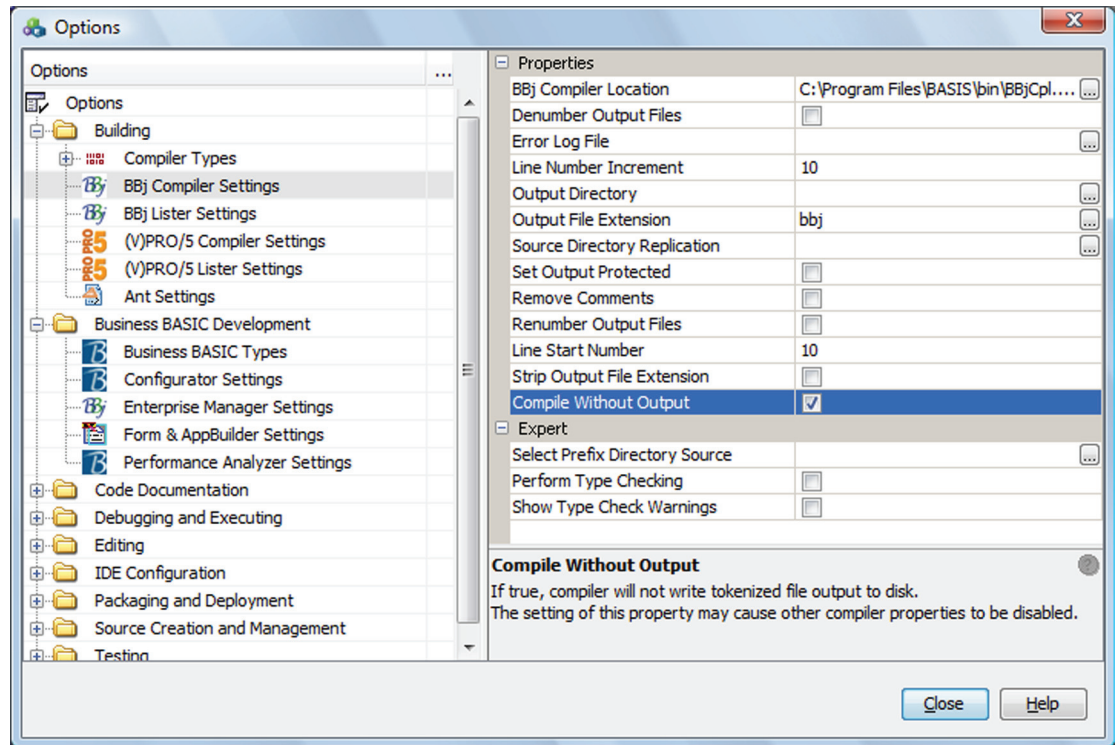 Options
Options
...
Options
Building
Compiler Types
BBj Compiler Settings
BBj Lister Settings
(V)PRO/5 Compiler Settings
(V)PRO/5 Lister Settings
Ant Settings
Business BASIC Development
Business BASIC Types
Configurator Settings
Enterprise Manager Settings
Form & AppBuilder Settings
Performance Analyzer Settings
Code Documentation
Debugging and Executing
Editing
IDE Configuration
Packaging and Deployment
Source Creation and Management
Testing
Properties
BBj Compiler Location C:\Program Files\BASIS\bin\BBjCpl.... ...
Denumber Output Files
Error Log File ...
Line Number Increment 10
Output Directory ...
Output File Extension bbj ...
Source Directory Replication ...
Set Output Protected
Remove Comments
Renumber Output Files
Line Start Number 10
Strip Output File Extension
Compile Without Output
Expert
Select Prefix Directory Source ...
Perform Type Checking
Show Type Check Warnings
Compile Without Output ?
If true, compiler will not write tokenized file output to disk.
The setting of this property may cause other compiler properties to be disabled.
Close Help